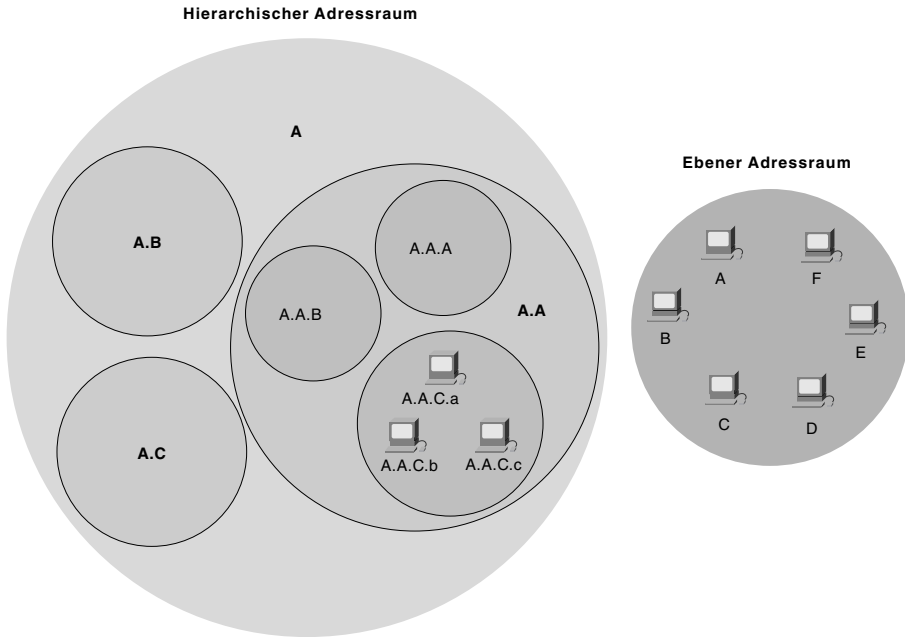 Hierarchischer Adressraum
A
A.B
A.A.A
A.A.B
A.A
A.A.C.a
A.A.C.b
A.A.C.c
A.C
Ebener Adressraum
A
F
B
E
C
D